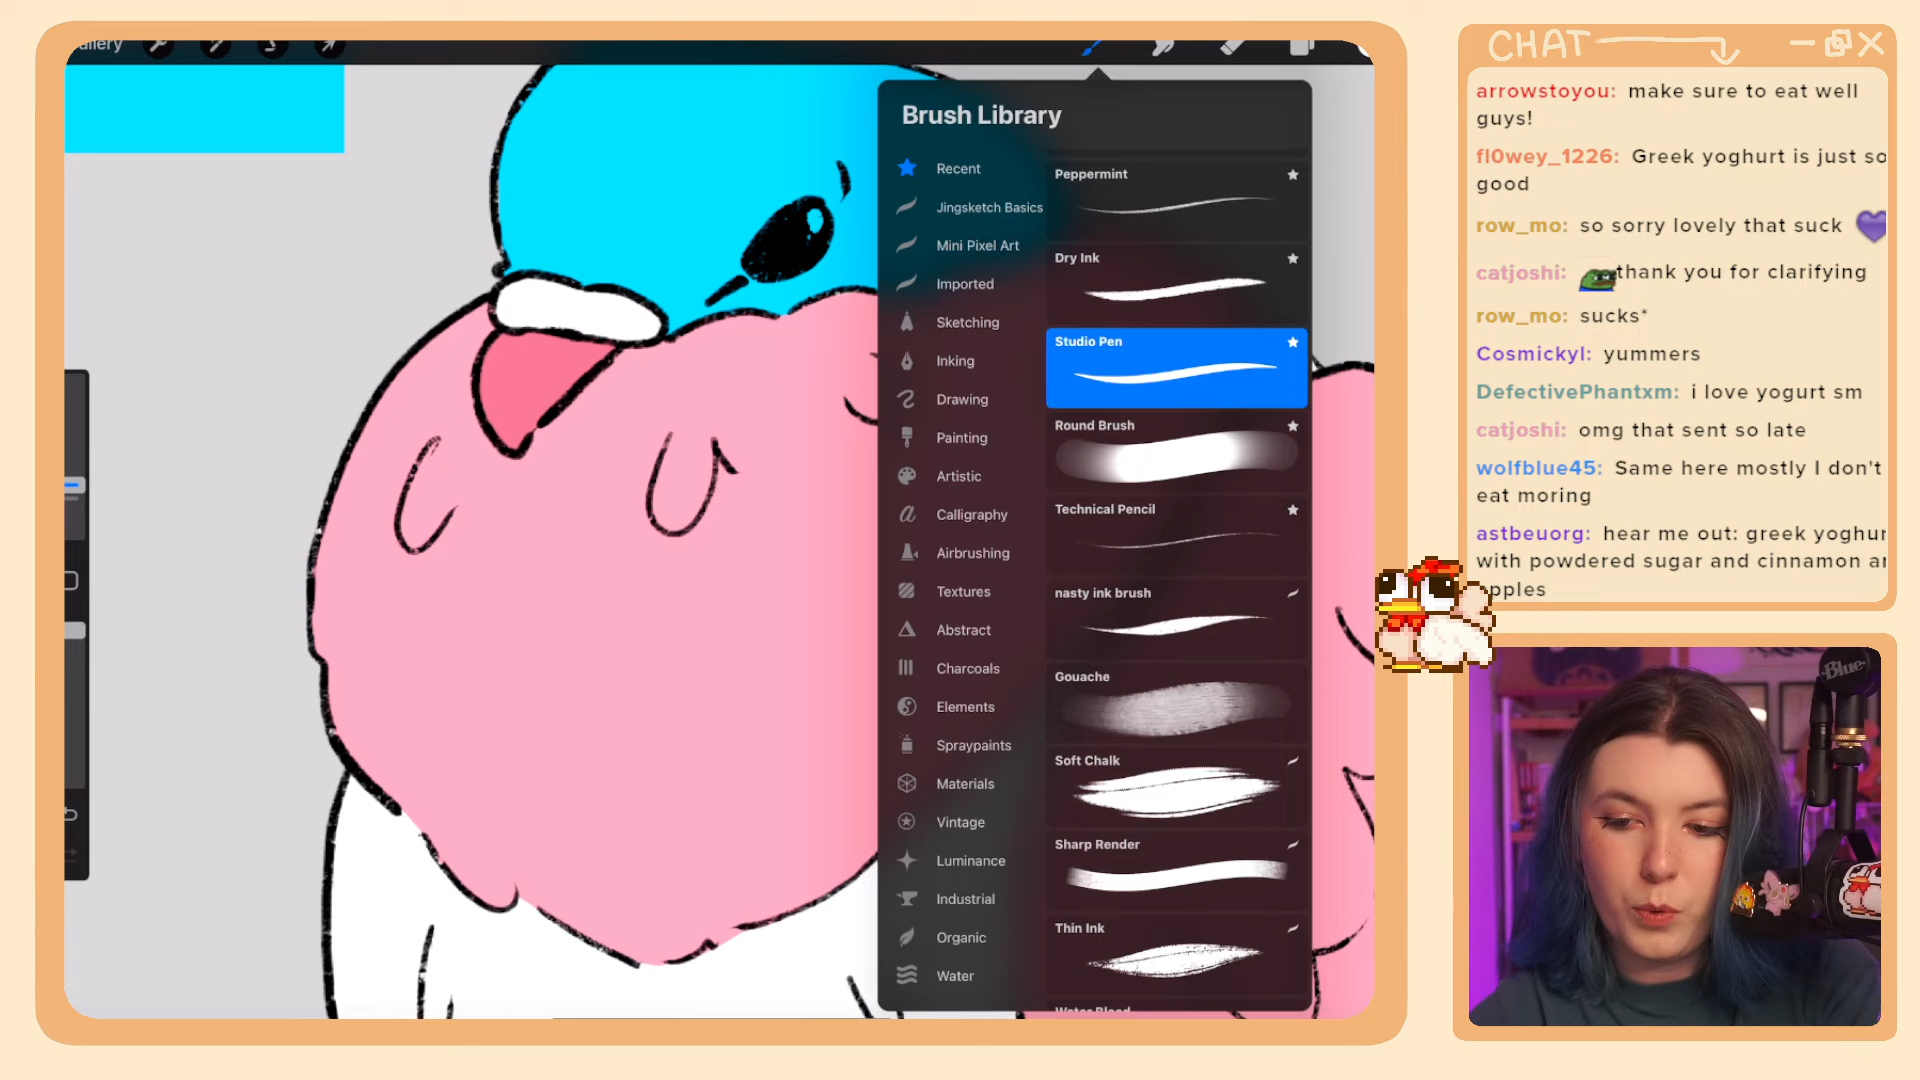 allery
Brush Library
Recent
Jingsketch Basics
Mini Pixel Art
Imported
Sketching
Inking
Drawing
Painting
Artistic
Calligraphy
Airbrushing
Textures
Abstract
Charcoals
Elements
Spraypaints
Materials
Vintage
Luminance
Industrial
Organic
Water
Peppermint
Dry Ink
Studio Pen
Round Brush
Technical Pencil
nasty ink brush
Gouache
Soft Chalk
Sharp Render
Thin Ink
Water Bleed
CHAT
arrowstoyou: make sure to eat well
guys!
fl0wey_1226: Greek yoghurt is just so
good
row_mo: so sorry lovely that suck
catjoshi: thank you for clarifying
row_mo: sucks*
Cosmickyl: yummers
DefectivePhantxm: i love yogurt sm
catjoshi: omg that sent so late
wolfblue45: Same here mostly I don't
eat moring
astbeuorg: hear me out: greek yoghur
with powdered sugar and cinnamon an
pples
Blue